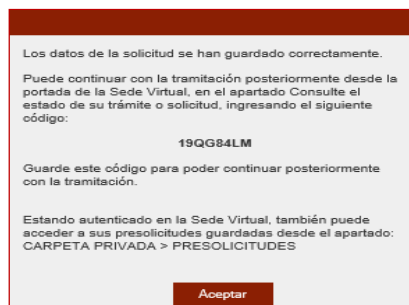 Los datos de la solicitud se han guardado correctamente.
Puede continuar con la tramitación posteriormente desde la
portada de la Sede Virtual, en el apartado Consulte el
estado de su trámite o solicitud, ingresando el siguiente
código:
19QG84LM
Guarde este código para poder continuar posteriormente
con la tramitación.
Estando autenticado en la Sede Virtual, también puede
acceder a sus presolicitudes guardadas desde el apartado:
CARPETA PRIVADA > PRESOLICITUDES
Aceptar